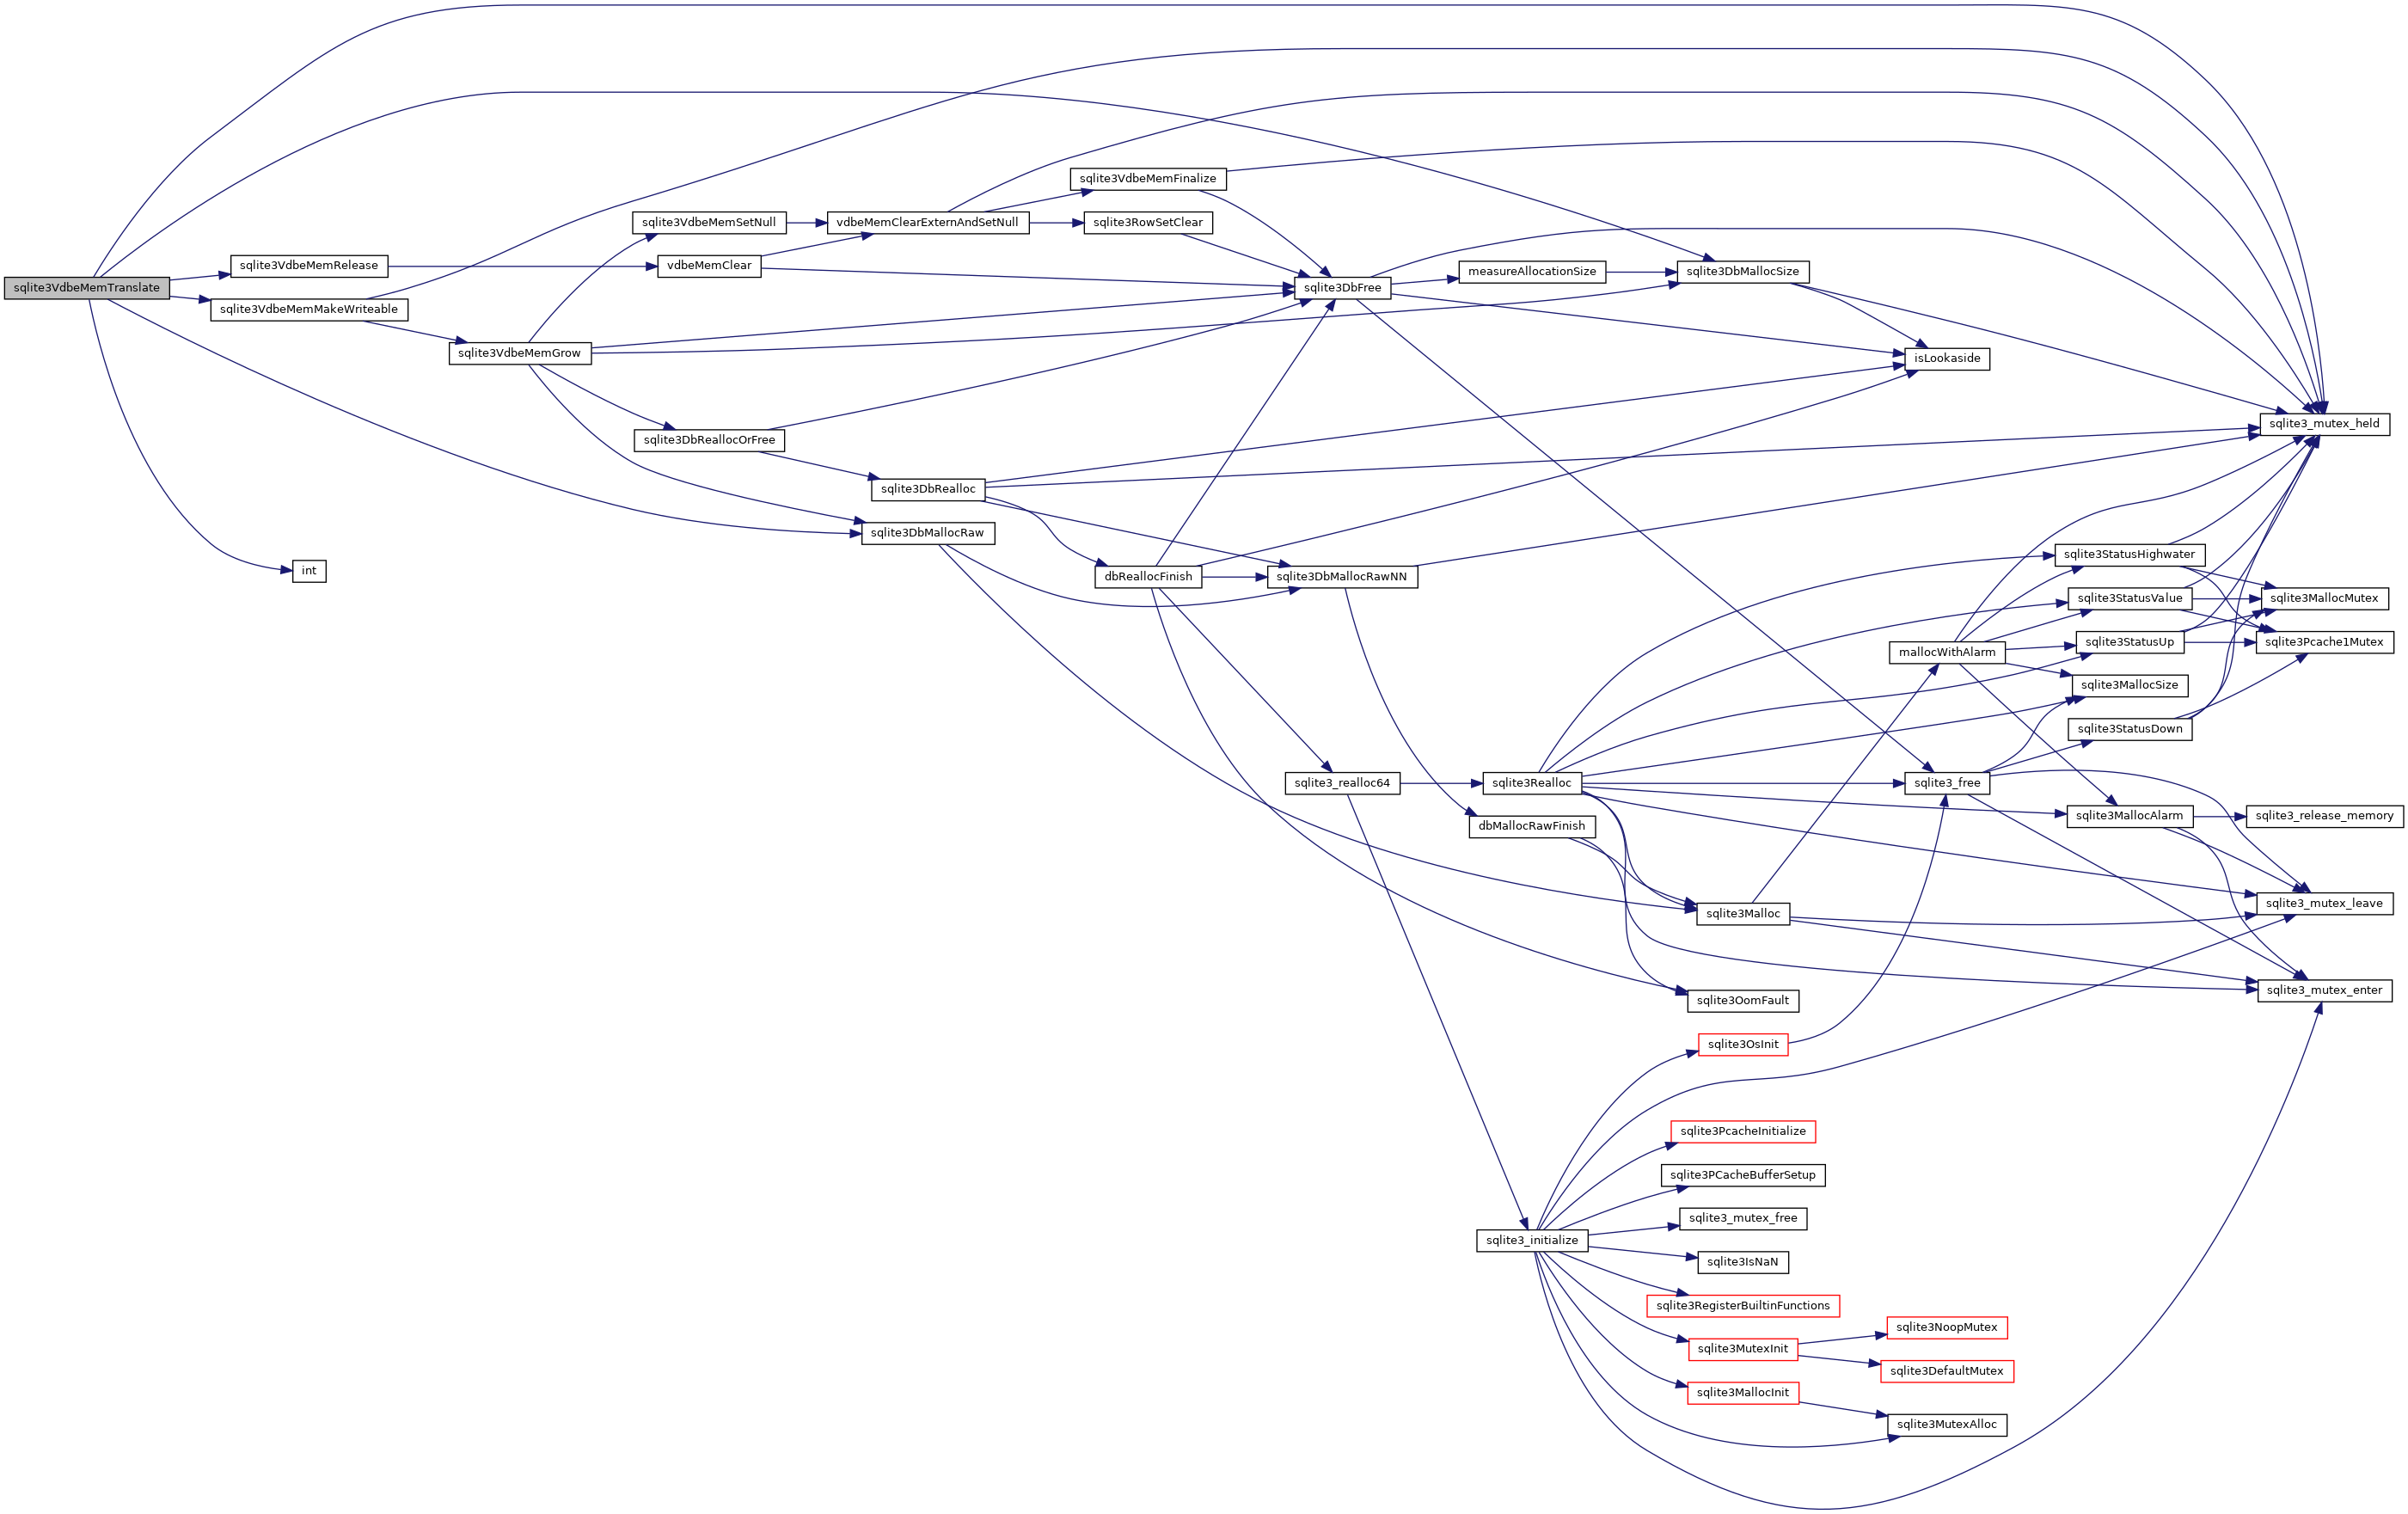 sqlite3VdbeMemTranslate
sqlite3VdbeMemRelease
sqlite3VdbeMemMakeWriteable
int
sqlite3VdbeMemGrow
sqlite3VdbeMemSetNull
vdbeMemClear
sqlite3DbReallocOrFree
vdbeMemClearExternAndSetNull
sqlite3DbRealloc
sqlite3DbMallocRaw
sqlite3VdbeMemFinalize
sqlite3RowSetClear
dbReallocFinish
sqlite3DbFree
sqlite3DbMallocRawNN
sqlite3_realloc64
measureAllocationSize
sqlite3Realloc
dbMallocRawFinish
sqlite3_initialize
sqlite3DbMallocSize
sqlite3Malloc
sqlite3OomFault
sqlite3OsInit
sqlite3PcacheInitialize
sqlite3PCacheBufferSetup
sqlite3_mutex_free
sqlite3IsNaN
sqlite3RegisterBuiltinFunctions
sqlite3MutexInit
sqlite3MallocInit
isLookaside
mallocWithAlarm
sqlite3_free
sqlite3NoopMutex
sqlite3DefaultMutex
sqlite3MutexAlloc
sqlite3StatusHighwater
sqlite3StatusValue
sqlite3StatusUp
sqlite3MallocSize
sqlite3StatusDown
sqlite3MallocAlarm
sqlite3_mutex_held
sqlite3MallocMutex
sqlite3Pcache1Mutex
sqlite3_release_memory
sqlite3_mutex_leave
sqlite3_mutex_enter